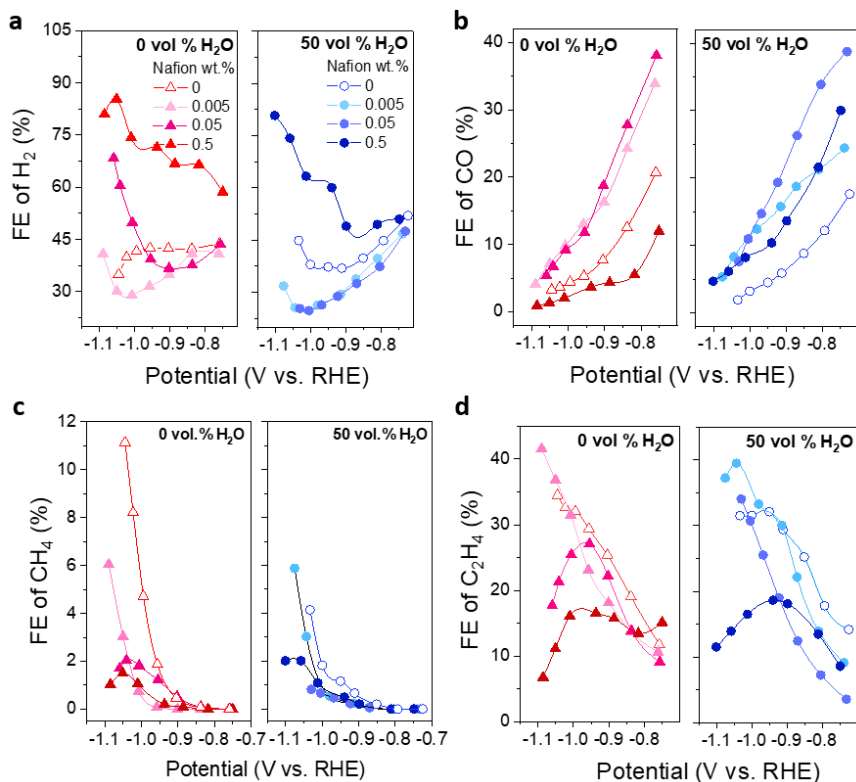 a
0 vol % H₂O
50 vol % H₂O
Nafion wt.%
0
0.005
0.05
0.5
Nafion wt.%
0
0.005
0.05
0.5
FE of H₂ (%)
105
90
75
60
45
30
-1.1 -1.0 -0.9 -0.8
-1.1 -1.0 -0.9 -0.8
Potential (V vs. RHE)
b
0 vol % H₂O
50 vol % H₂O
FE of CO (%)
40
30
20
10
0
-1.1 -1.0 -0.9 -0.8
-1.1 -1.0 -0.9 -0.8
Potential (V vs. RHE)
c
0 vol.% H₂O
50 vol.% H₂O
FE of CH₄ (%)
12
10
8
6
4
2
0
-1.1 -1.0 -0.9 -0.8 -0.7
-1.1 -1.0 -0.9 -0.8 -0.7
Potential (V vs. RHE)
d
0 vol % H₂O
50 vol % H₂O
FE of C₂H₄ (%)
40
30
20
10
0
-1.1 -1.0 -0.9 -0.8
-1.1 -1.0 -0.9 -0.8
Potential (V vs. RHE)